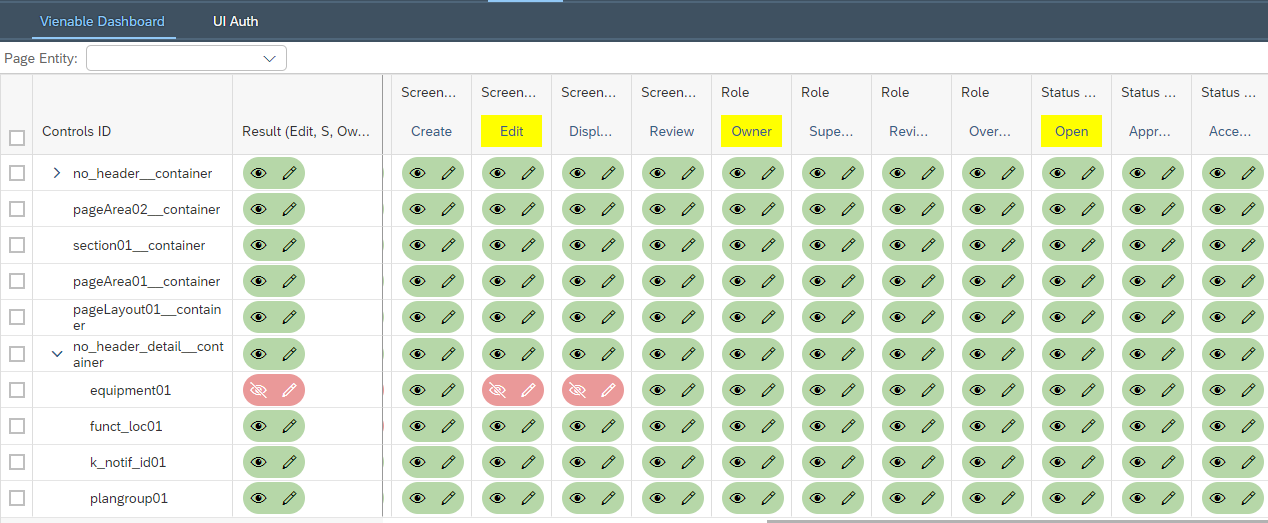 Vienable Dashboard
UI Auth
Page Entity:
Controls ID
Result (Edit, S, Ow...
Screen... Screen... Screen... Screen... Role Role Role Role Status ... Status ... Status ...
Create Edit Displ... Review Owner Supe... Revi... Over... Open Appr... Acce...
no_header__container
pageArea02__container
section01__container
pageArea01__container
pageLayout01__contain
er
no_header_detail__cont
ainer
equipment01
funct_loc01
k_notif_id01
plangroup01